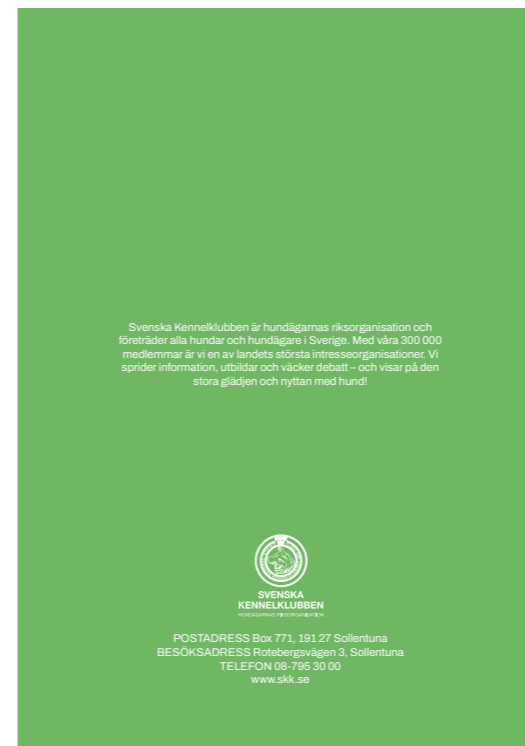 Svenska Kennelklubben är hundägarnas riksorganisation och
företräder alla hundar och hundägare i Sverige. Med våra 300 000
medlemmar är vi en av landets största intresseorganisationer. Vi
sprider information, utbildar och väcker debatt – och visar på den
stora glädjen och nyttan med hund!
SVENSKA
KENNELKLUBBEN
HUNDÄGARNAS RIKSORGANISATION
POSTADRESS Box 771, 191 27 Sollentuna
BESÖKSADRESS Rotebergsvägen 3, Sollentuna
TELEFON 08-795 30 00
www.skk.se